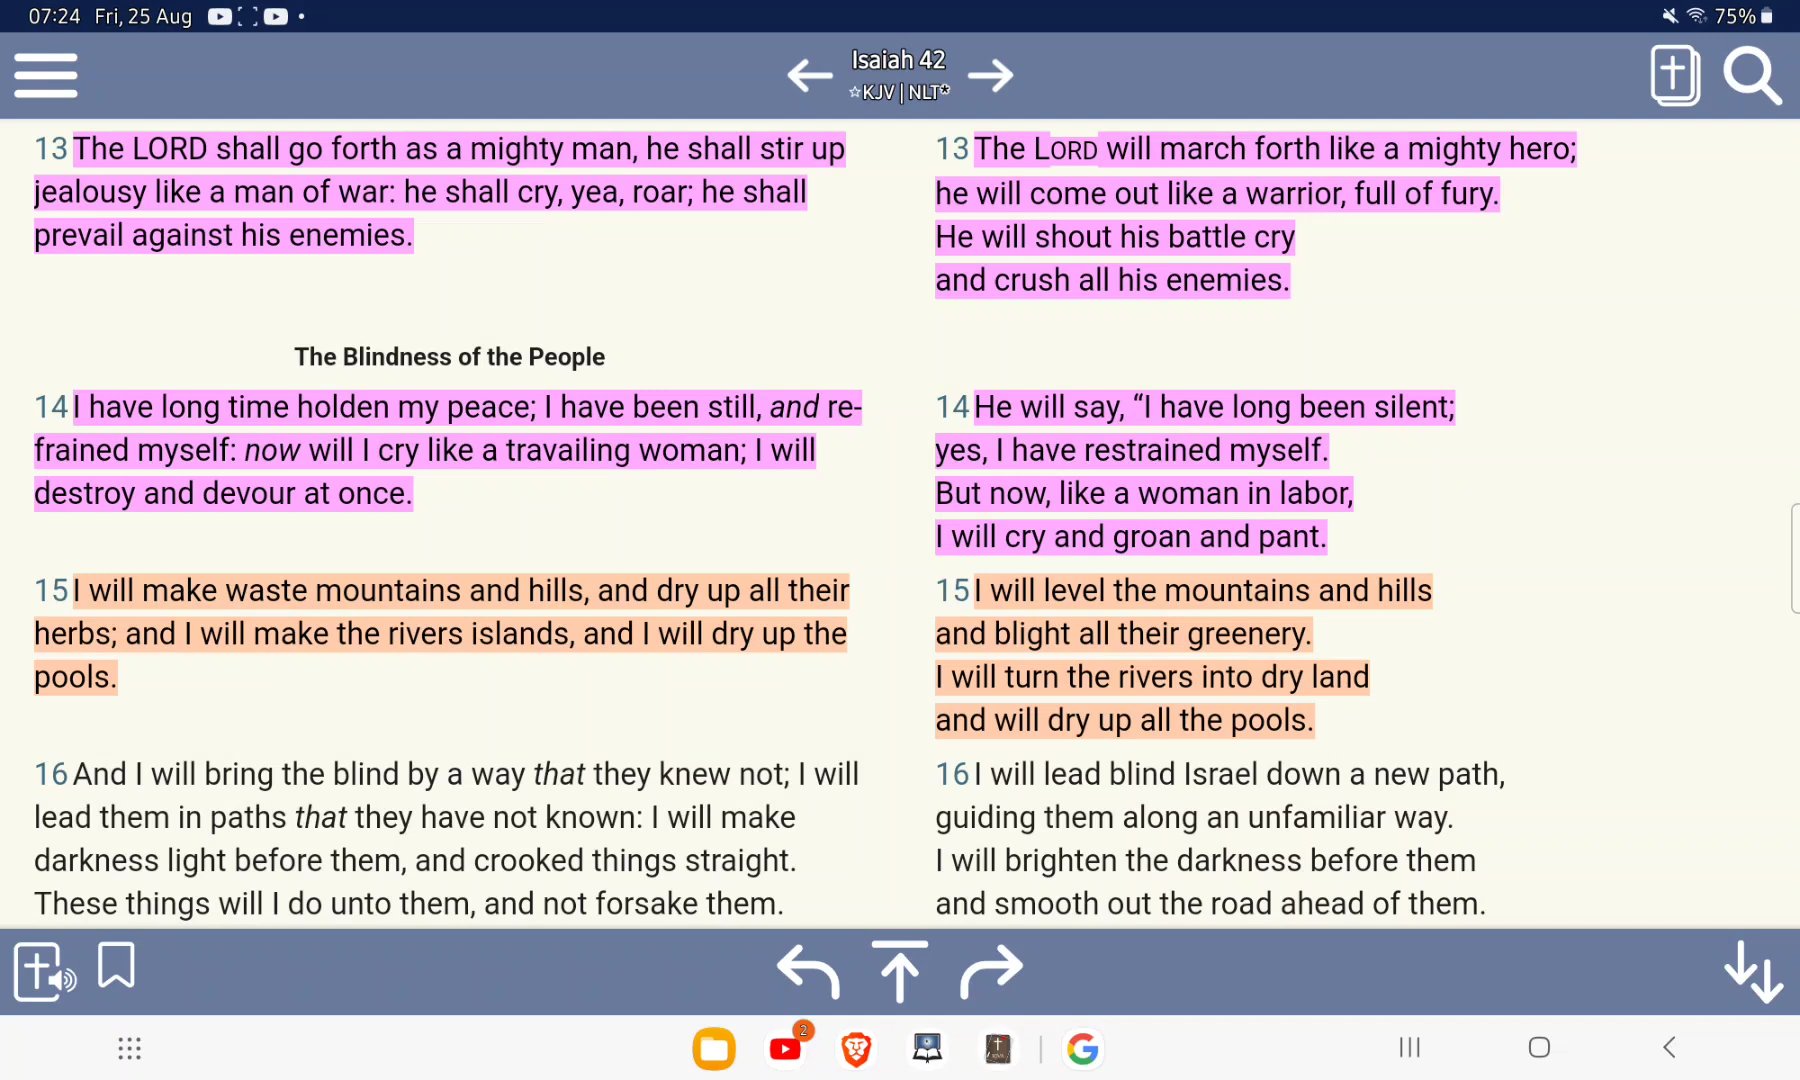 07:24 Fri, 25 Aug
75%
Isaiah 42
☆KJV | NLT✪
13 The LORD shall go forth as a mighty man, he shall stir up
jealousy like a man of war: he shall cry, yea, roar; he shall
prevail against his enemies.
The Blindness of the People
14 I have long time holden my peace; I have been still, and re-
frained myself: now will I cry like a travailing woman; I will
destroy and devour at once.
15 I will make waste mountains and hills, and dry up all their
herbs; and I will make the rivers islands, and I will dry up the
pools.
16 And I will bring the blind by a way that they knew not; I will
lead them in paths that they have not known: I will make
darkness light before them, and crooked things straight.
These things will I do unto them, and not forsake them.
13 The LORD will march forth like a mighty hero;
he will come out like a warrior, full of fury.
He will shout his battle cry
and crush all his enemies.
14 He will say, “I have long been silent;
yes, I have restrained myself.
But now, like a woman in labor,
I will cry and groan and pant.
15 I will level the mountains and hills
and blight all their greenery.
I will turn the rivers into dry land
and will dry up all the pools.
16 I will lead blind Israel down a new path,
guiding them along an unfamiliar way.
I will brighten the darkness before them
and smooth out the road ahead of them.
2